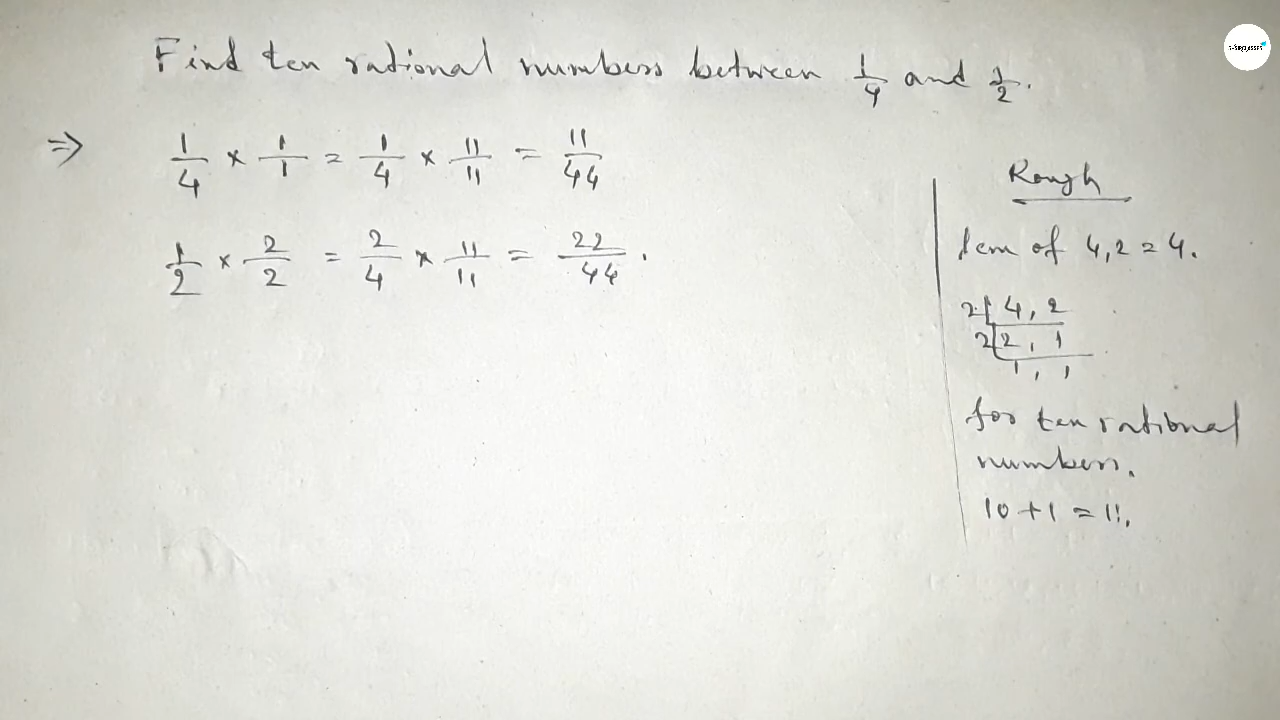 Find ten rational numbers between 1/4 and 1/2.
⇒ 1/4 × 1/1 = 1/4 × 11/11 = 11/44
1/2 × 2/2 = 2/4 × 11/11 = 22/44.
Rough
lcm of 4,2 = 4.
2| 4, 2
2| 2, 1
1, 1
for ten rational
numbers.
10 + 1 = 11.